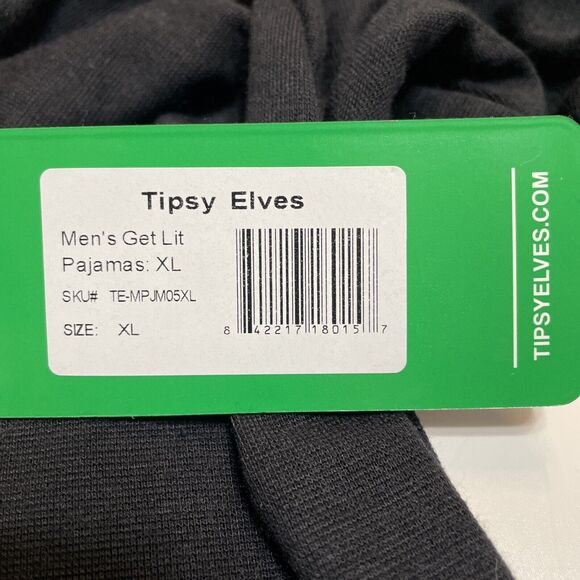 Tipsy Elves
Men's Get Lit
Pajamas: XL
SKU# TE-MPJM05XL
SIZE: XL
8 42217 18015 7
TIPSYELVES.COM